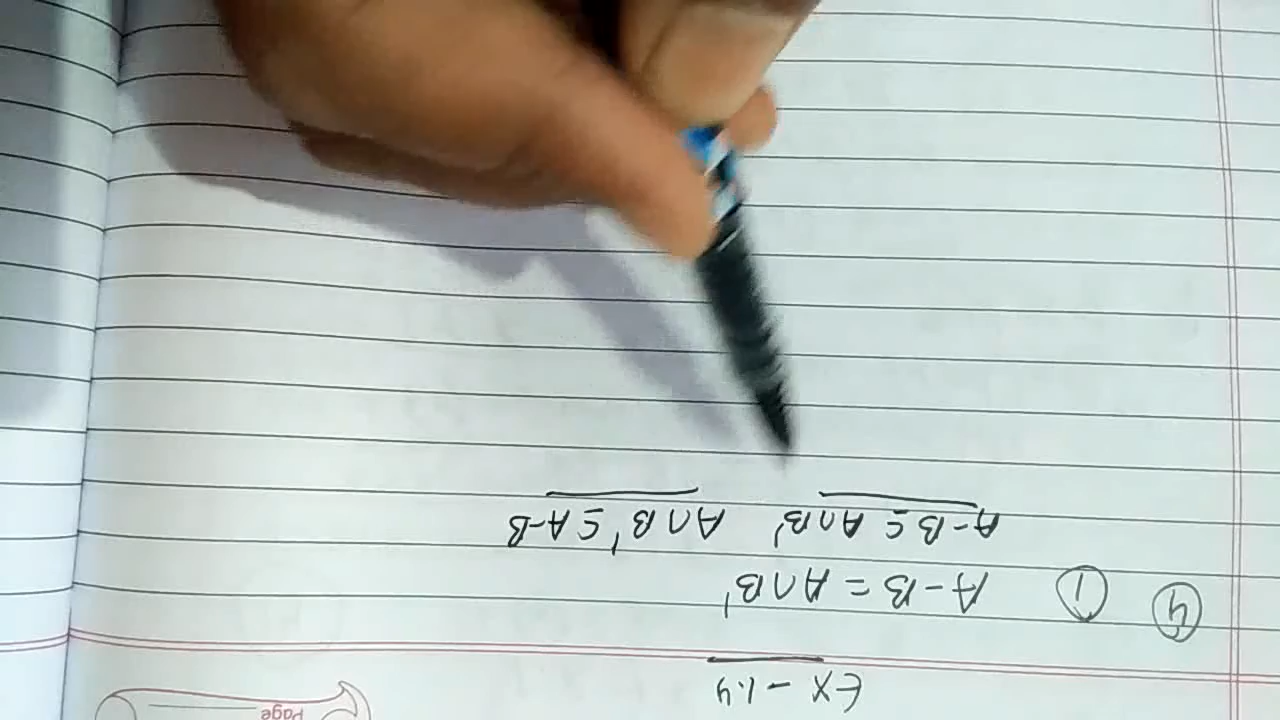 Page
Ex - 1.4
④ ① A-B = A∩B'
A-B ⊆ A∩B' A∩B' ⊆ A-B